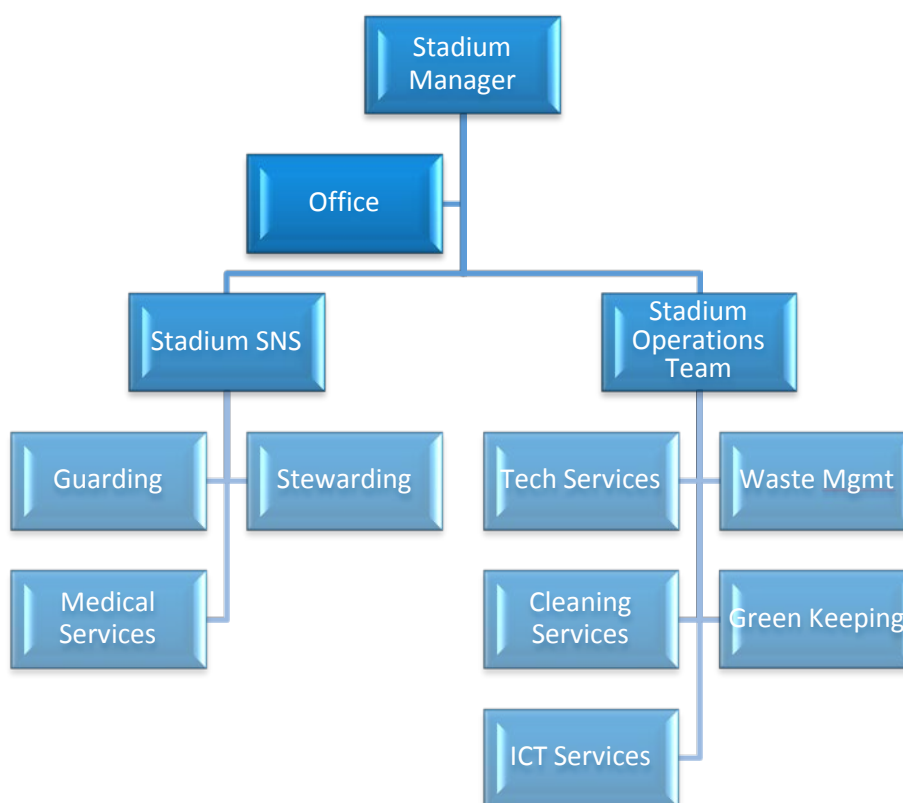 Stadium
Manager
Office
Stadium SNS
Stadium
Operations
Team
Guarding
Stewarding
Tech Services
Waste Mgmt
Medical
Services
Cleaning
Services
Green Keeping
ICT Services